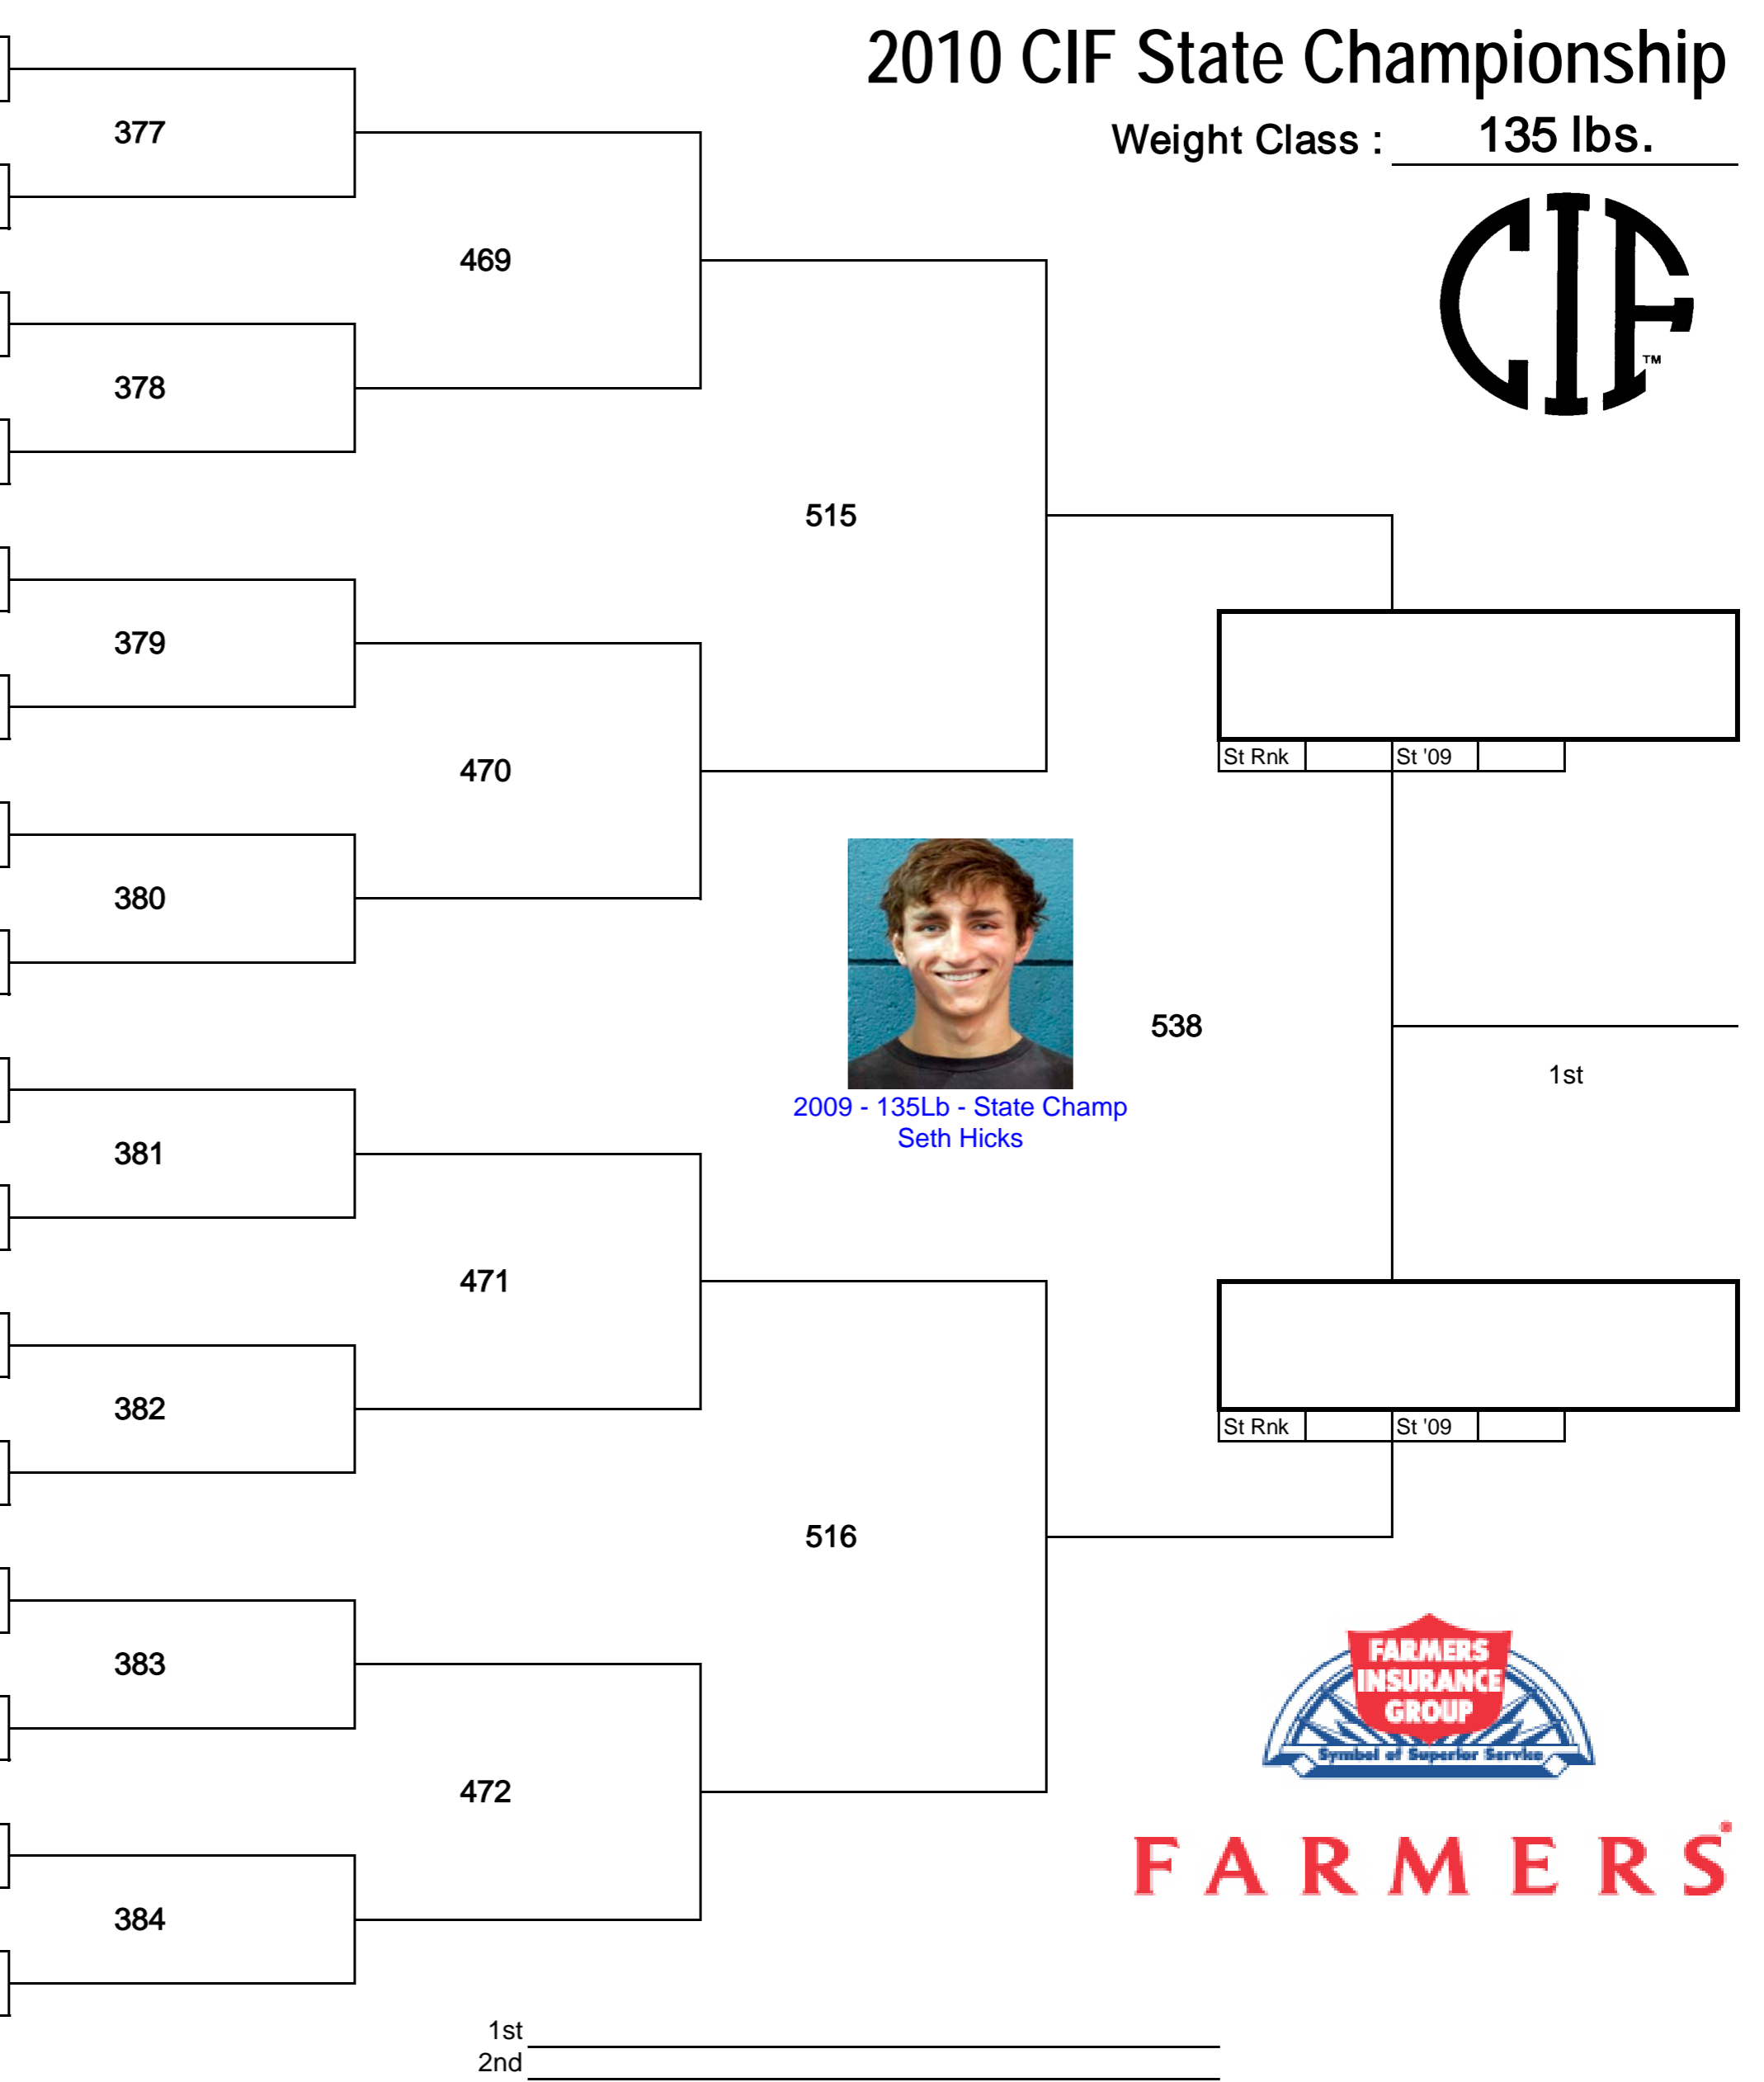 2010 CIF State Championship
Weight Class : 135 lbs.
CIF
TM
377
469
378
515
379
St Rnk St '09
470
380
538
1st
2009 - 135Lb - State Champ
Seth Hicks
381
471
382
St Rnk St '09
516
383
FARMERS
INSURANCE
GROUP
Symbol of Superior Service
472
FARMERS
384
1st
2nd